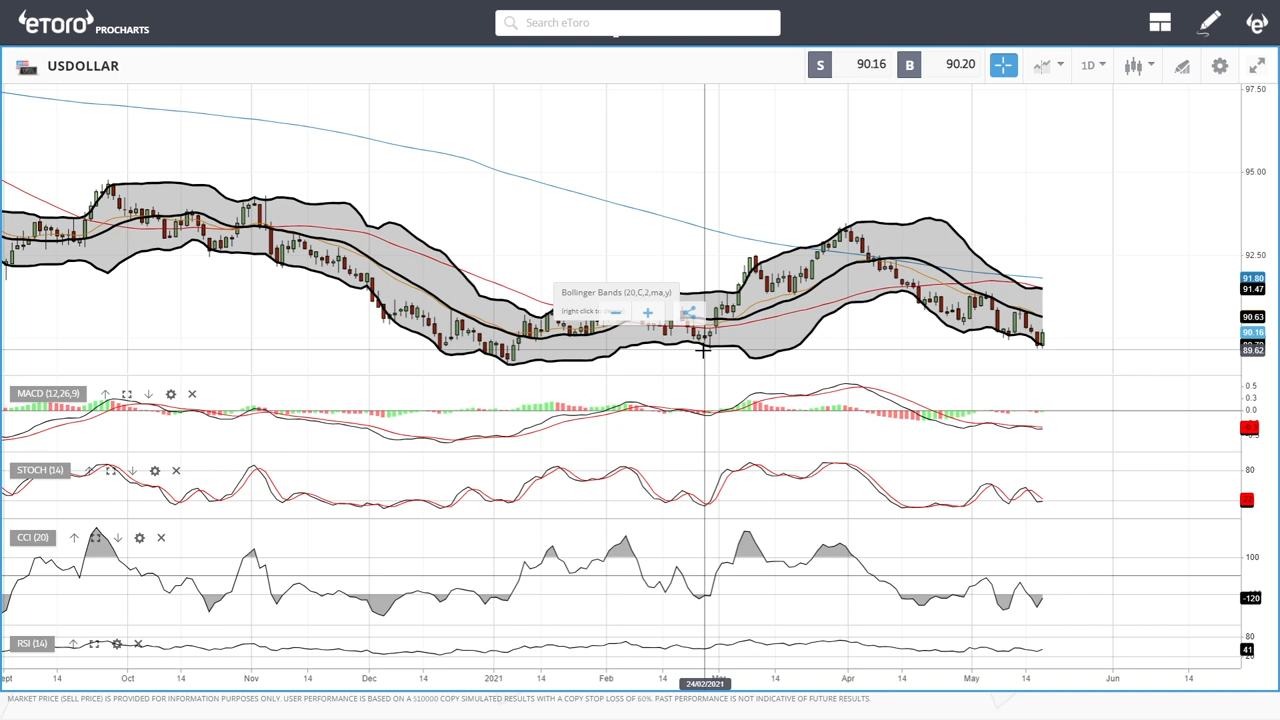 eToro PROCHARTS
Search eToro
USDOLLAR
S 90.16 B 90.20
1D
97.50
95.00
92.50
91.80
91.47
90.63
90.16
89.62
Bollinger Bands (20,C,2,ma,y)
(right click to
24/02/2021
MACD (12,26,9)
0.5
0.3
0.0
STOCH (14)
80
CCI (20)
100
-120
RSI (14)
80
41
14 Oct 14 Nov 14 Dec 14 2021 14 Feb 14 14 Apr 14 May 14 Jun 14
MARKET PRICE (SELL PRICE) IS PROVIDED FOR INFORMATION PURPOSES ONLY. USER PERFORMANCE IS BASED ON A $10000 COPY SIMULATED RESULTS WITH A COPY STOP LOSS OF 60%. PAST PERFORMANCE IS NOT INDICATIVE OF FUTURE RESULTS.